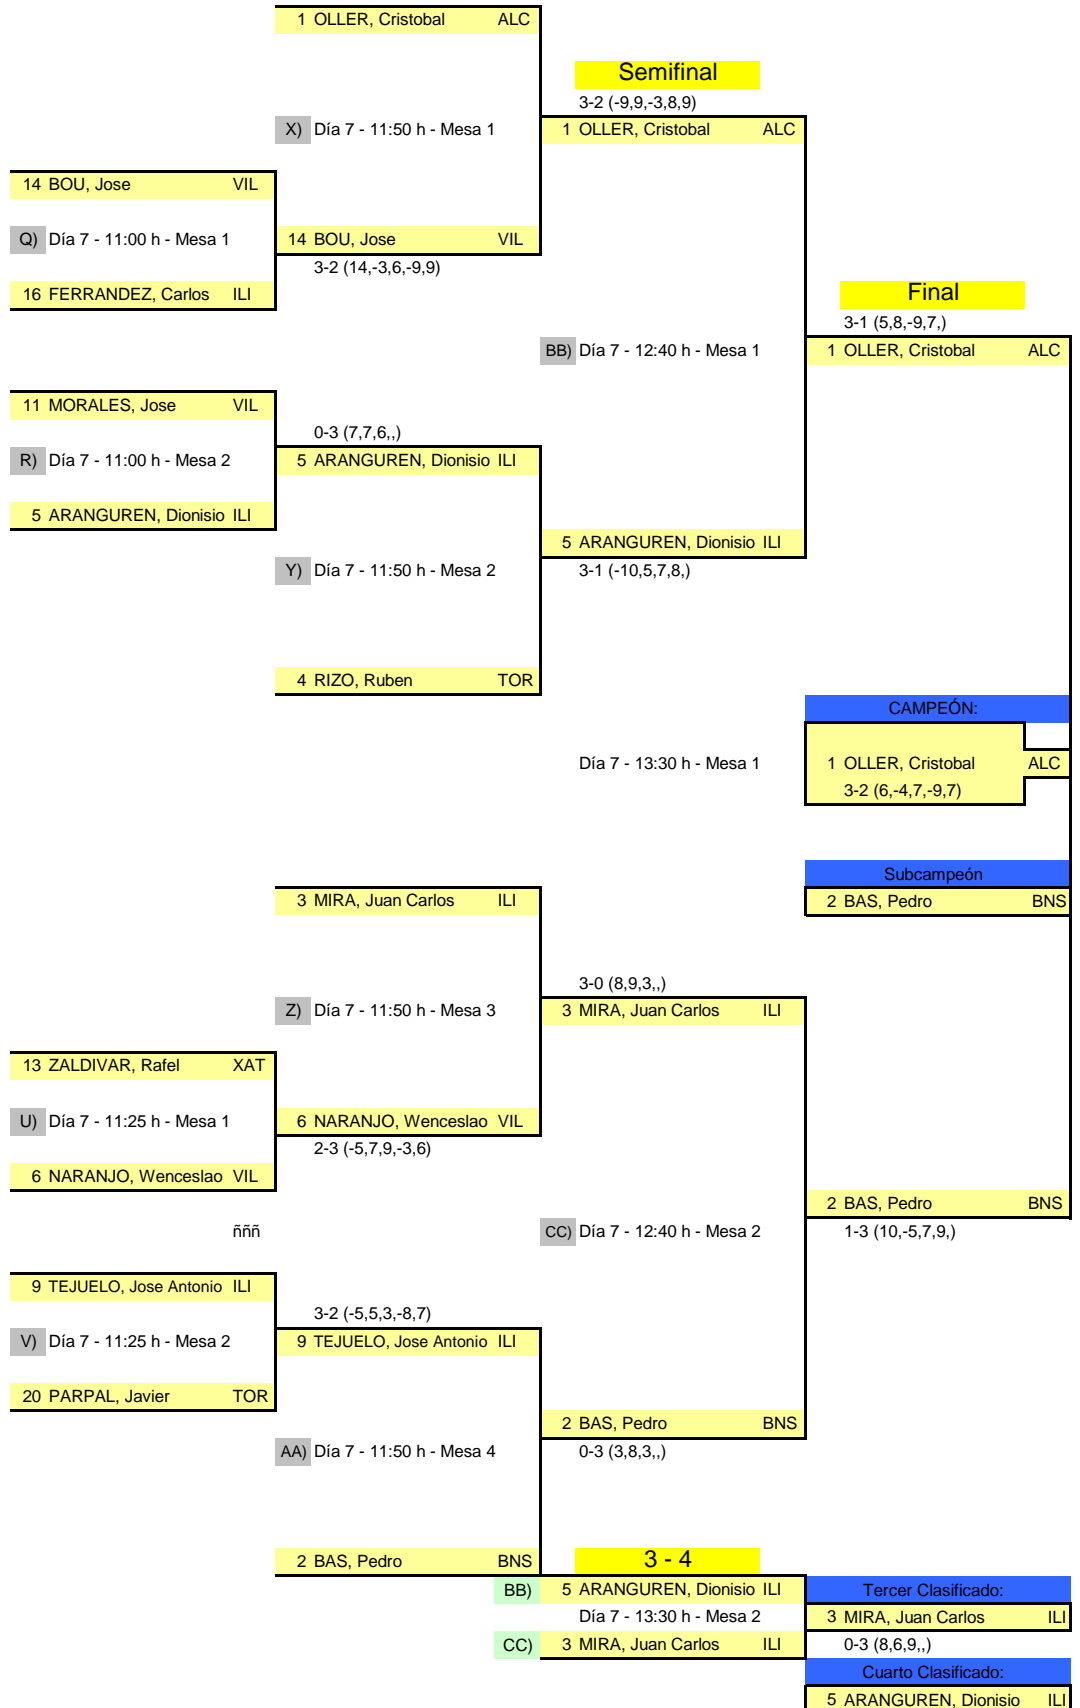 1 OLLER, Cristobal ALC
Semifinal
3-2 (-9,9,-3,8,9)
X) Día 7 - 11:50 h - Mesa 1 1 OLLER, Cristobal ALC
14 BOU, Jose VIL
Q) Día 7 - 11:00 h - Mesa 1 14 BOU, Jose VIL
3-2 (14,-3,6,-9,9)
16 FERRANDEZ, Carlos ILI Final
3-1 (5,8,-9,7,)
BB) Día 7 - 12:40 h - Mesa 1 1 OLLER, Cristobal ALC
11 MORALES, Jose VIL
0-3 (7,7,6,,)
R) Día 7 - 11:00 h - Mesa 2 5 ARANGUREN, Dionisio ILI
5 ARANGUREN, Dionisio ILI
5 ARANGUREN, Dionisio ILI
Y) Día 7 - 11:50 h - Mesa 2 3-1 (-10,5,7,8,)
4 RIZO, Ruben TOR
CAMPEÓN:
Día 7 - 13:30 h - Mesa 1 1 OLLER, Cristobal ALC
3-2 (6,-4,7,-9,7)
Subcampeón
3 MIRA, Juan Carlos ILI 2 BAS, Pedro BNS
3-0 (8,9,3,,)
Z) Día 7 - 11:50 h - Mesa 3 3 MIRA, Juan Carlos ILI
13 ZALDIVAR, Rafel XAT
U) Día 7 - 11:25 h - Mesa 1 6 NARANJO, Wenceslao VIL
2-3 (-5,7,9,-3,6)
6 NARANJO, Wenceslao VIL
2 BAS, Pedro BNS
ñññ CC) Día 7 - 12:40 h - Mesa 2 1-3 (10,-5,7,9,)
9 TEJUELO, Jose Antonio ILI
3-2 (-5,5,3,-8,7)
V) Día 7 - 11:25 h - Mesa 2 9 TEJUELO, Jose Antonio ILI
20 PARPAL, Javier TOR
2 BAS, Pedro BNS
AA) Día 7 - 11:50 h - Mesa 4 0-3 (3,8,3,,)
2 BAS, Pedro BNS 3 - 4
BB) 5 ARANGUREN, Dionisio ILI Tercer Clasificado:
Día 7 - 13:30 h - Mesa 2 3 MIRA, Juan Carlos ILI
CC) 3 MIRA, Juan Carlos ILI 0-3 (8,6,9,,)
Cuarto Clasificado:
5 ARANGUREN, Dionisio ILI